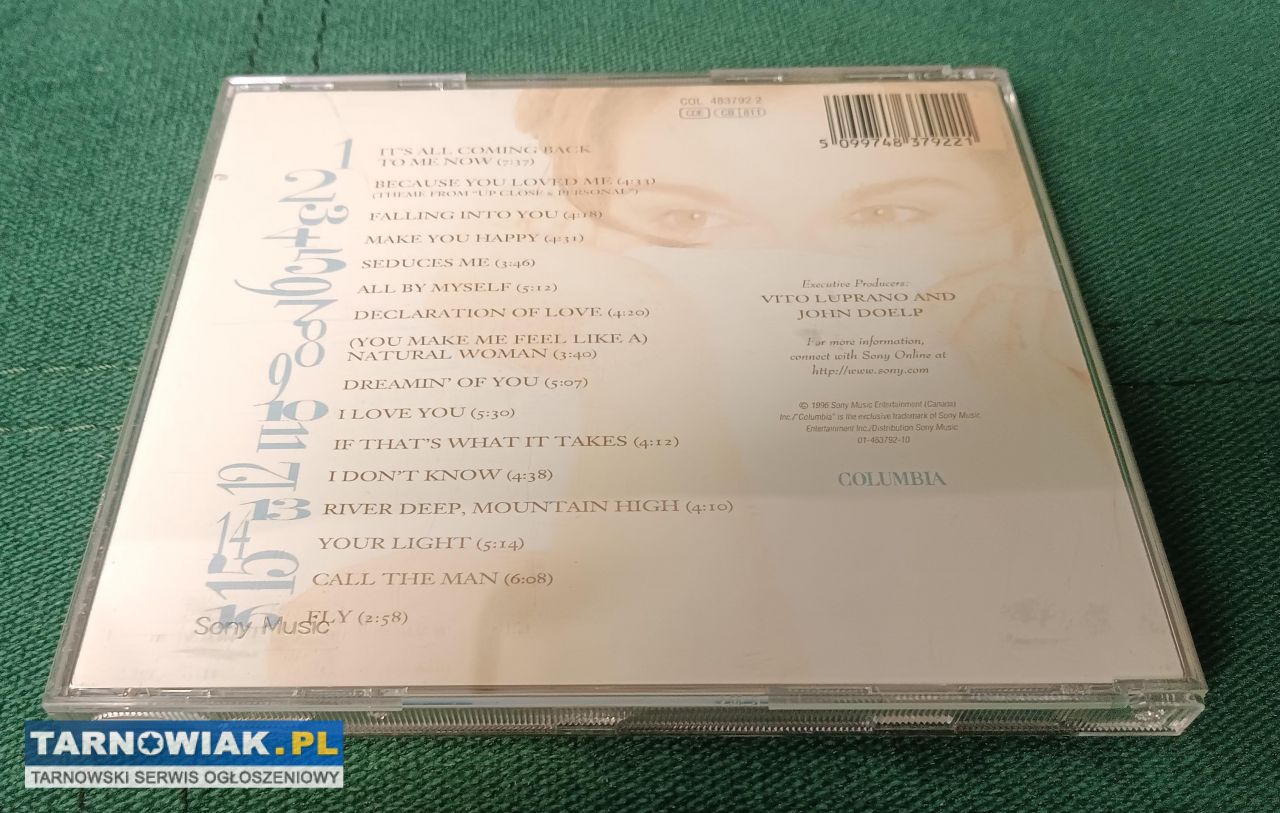 COL 483792 2
CDE CB 811
5 099748 379221
1 IT'S ALL COMING BACK
TO ME NOW (7:37)
2 BECAUSE YOU LOVED ME (4:33)
(THEME FROM "UP CLOSE & PERSONAL")
3 FALLING INTO YOU (4:18)
4 MAKE YOU HAPPY (4:31)
5 SEDUCES ME (3:46)
6 ALL BY MYSELF (5:12)
7 DECLARATION OF LOVE (4:20)
8 (YOU MAKE ME FEEL LIKE A)
NATURAL WOMAN (3:40)
9 DREAMIN' OF YOU (5:07)
10 I LOVE YOU (5:30)
11 IF THAT'S WHAT IT TAKES (4:12)
12 I DON'T KNOW (4:38)
13 RIVER DEEP, MOUNTAIN HIGH (4:10)
14 YOUR LIGHT (5:14)
15 CALL THE MAN (6:08)
16 FLY (2:58)
Sony Music
Executive Producers:
VITO LUPRANO AND
JOHN DOELP
For more information,
connect with Sony Online at
http://www.sony.com
℗© 1996 Sony Music Entertainment (Canada)
Inc./"Columbia" is the exclusive trademark of Sony Music
Entertainment Inc./Distribution Sony Music
01-483792-10
COLUMBIA
TARNOWIAK.PL
TARNOWSKI SERWIS OGŁOSZENIOWY